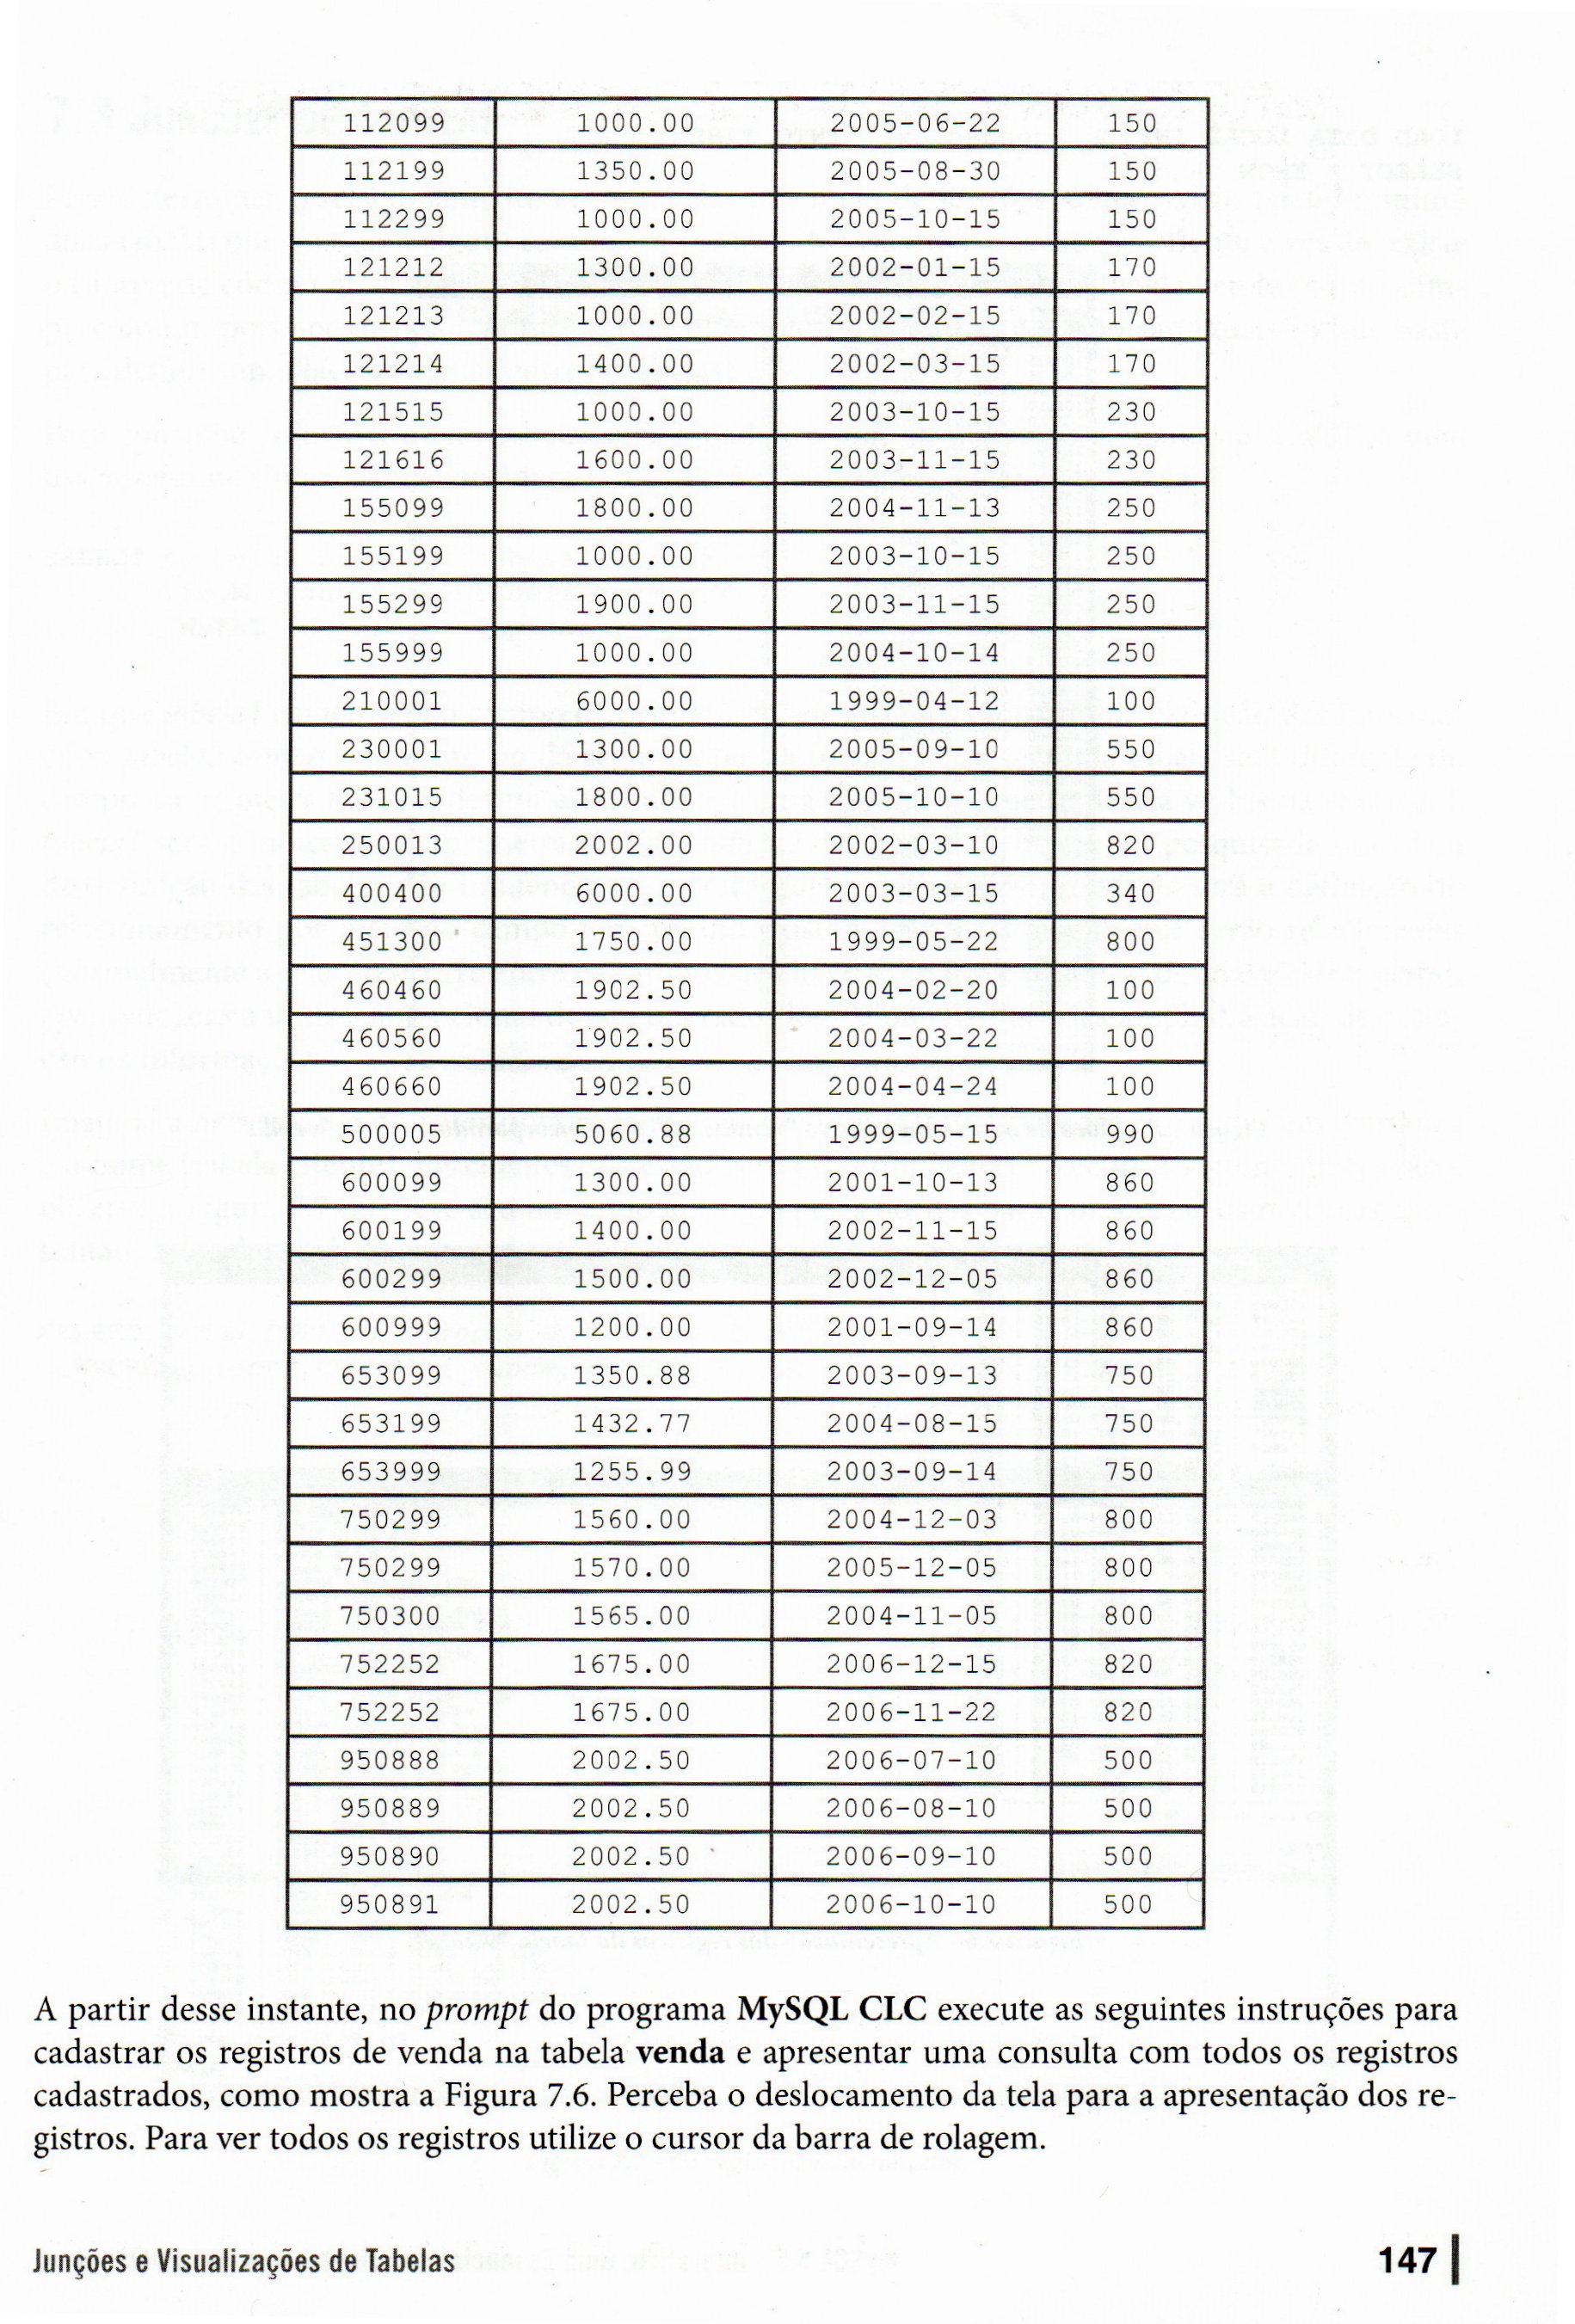 112099 1000.00 2005-06-22 150
112199 1350.00 2005-08-30 150
112299 1000.00 2005-10-15 150
121212 1300.00 2002-01-15 170
121213 1000.00 2002-02-15 170
121214 1400.00 2002-03-15 170
121515 1000.00 2003-10-15 230
121616 1600.00 2003-11-15 230
155099 1800.00 2004-11-13 250
155199 1000.00 2003-10-15 250
155299 1900.00 2003-11-15 250
155999 1000.00 2004-10-14 250
210001 6000.00 1999-04-12 100
230001 1300.00 2005-09-10 550
231015 1800.00 2005-10-10 550
250013 2002.00 2002-03-10 820
400400 6000.00 2003-03-15 340
451300 1750.00 1999-05-22 800
460460 1902.50 2004-02-20 100
460560 1902.50 2004-03-22 100
460660 1902.50 2004-04-24 100
500005 5060.88 1999-05-15 990
600099 1300.00 2001-10-13 860
600199 1400.00 2002-11-15 860
600299 1500.00 2002-12-05 860
600999 1200.00 2001-09-14 860
653099 1350.88 2003-09-13 750
653199 1432.77 2004-08-15 750
653999 1255.99 2003-09-14 750
750299 1560.00 2004-12-03 800
750299 1570.00 2005-12-05 800
750300 1565.00 2004-11-05 800
752252 1675.00 2006-12-15 820
752252 1675.00 2006-11-22 820
950888 2002.50 2006-07-10 500
950889 2002.50 2006-08-10 500
950890 2002.50 2006-09-10 500
950891 2002.50 2006-10-10 500
A partir desse instante, no prompt do programa MySQL CLC execute as seguintes instruções para
cadastrar os registros de venda na tabela venda e apresentar uma consulta com todos os registros
cadastrados, como mostra a Figura 7.6. Perceba o deslocamento da tela para a apresentação dos re-
gistros. Para ver todos os registros utilize o cursor da barra de rolagem.
Junções e Visualizações de Tabelas 147